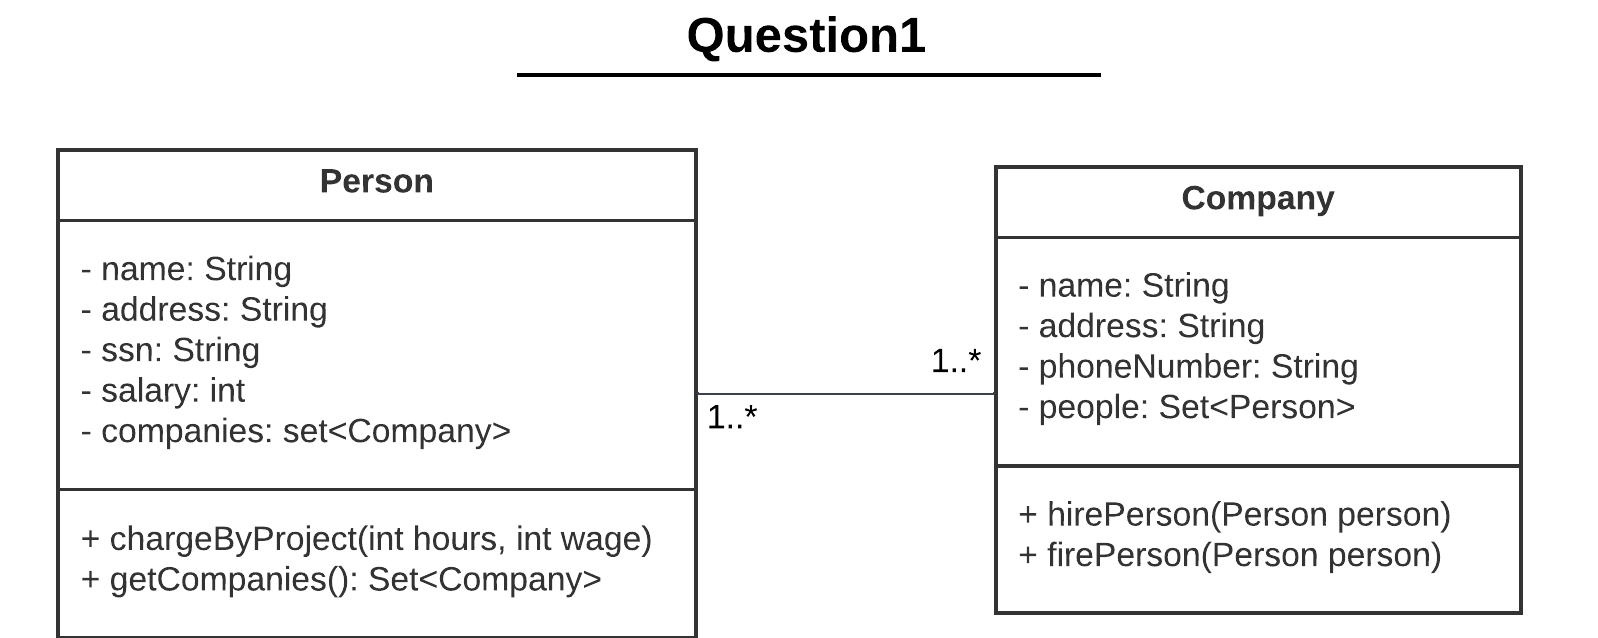 Question1
Person
- name: String
- address: String
- ssn: String
- salary: int
- companies: set<Company>
+ chargeByProject(int hours, int wage)
+ getCompanies(): Set<Company>
1..*
1..*
Company
- name: String
- address: String
- phoneNumber: String
- people: Set<Person>
+ hirePerson(Person person)
+ firePerson(Person person)